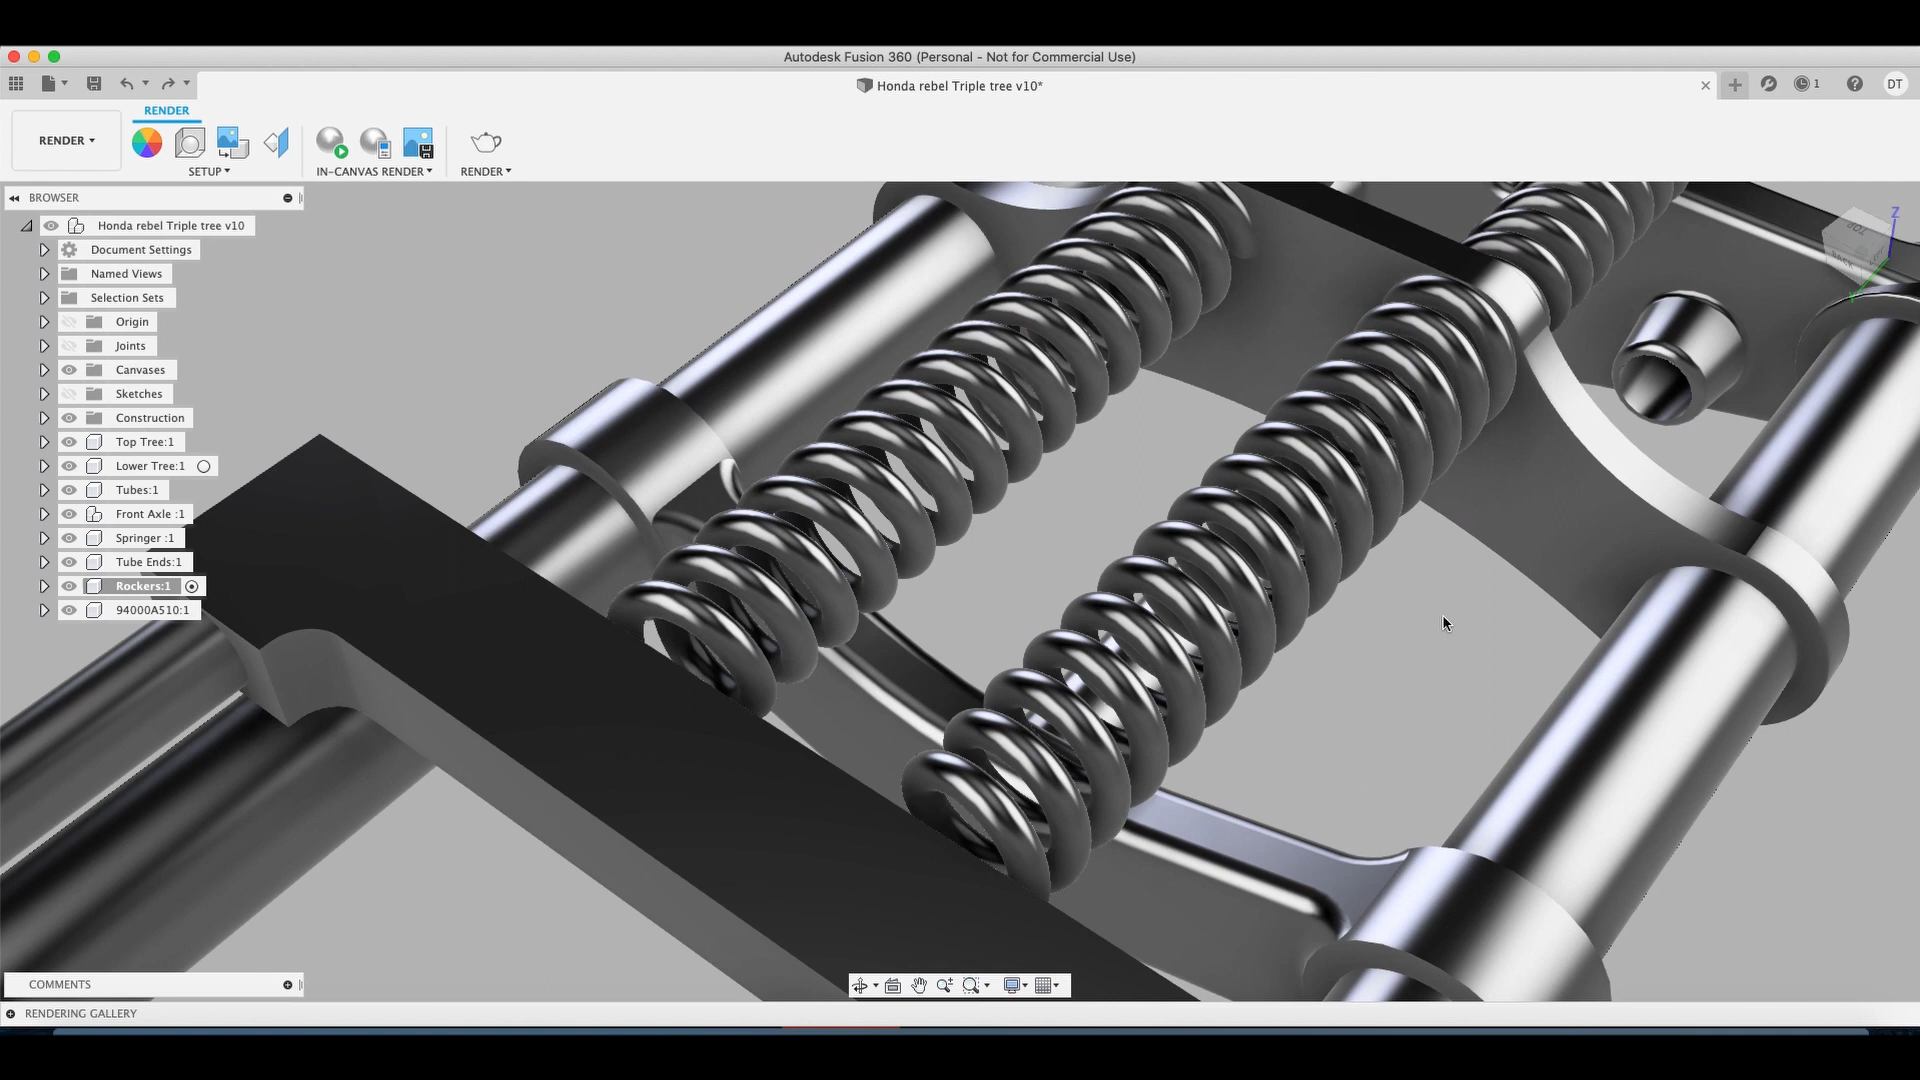 Autodesk Fusion 360 (Personal - Not for Commercial Use)
Honda rebel Triple tree v10*
1
DT
RENDER
RENDER
SETUP
IN-CANVAS RENDER
RENDER
BROWSER
Honda rebel Triple tree v10
Document Settings
Named Views
Selection Sets
Origin
Joints
Canvases
Sketches
Construction
Top Tree:1
Lower Tree:1
Tubes:1
Front Axle :1
Springer :1
Tube Ends:1
Rockers:1
94000A510:1
Z
TOP
BACK
Y
COMMENTS
RENDERING GALLERY